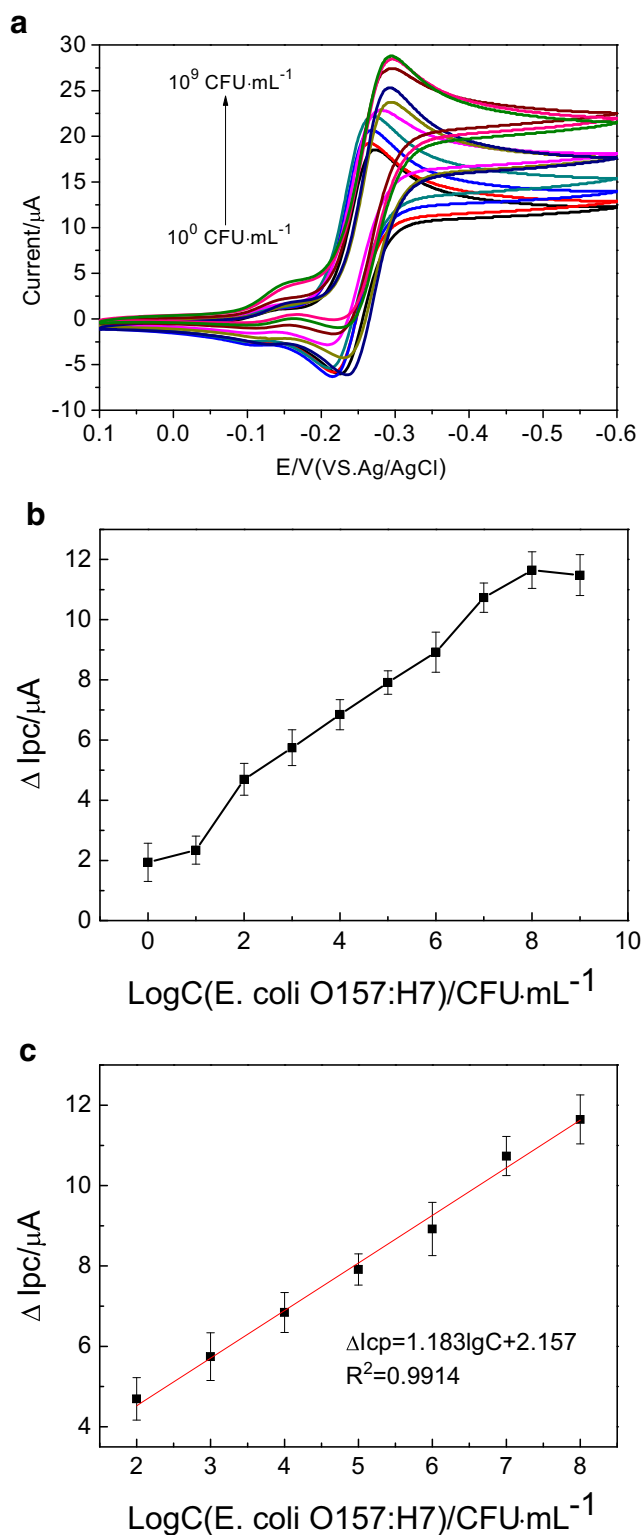 a
30
25
20
15
10
5
0
-5
-10
Current/μA
10⁹ CFU·mL⁻¹
10⁰ CFU·mL⁻¹
0.1 0.0 -0.1 -0.2 -0.3 -0.4 -0.5 -0.6
E/V(VS.Ag/AgCl)
b
12
10
8
6
4
2
0
Δ Ipc/μA
0 2 4 6 8 10
LogC(E. coli O157:H7)/CFU·mL⁻¹
c
12
10
8
6
4
Δ Ipc/μA
ΔIcp=1.183lgC+2.157
R²=0.9914
2 3 4 5 6 7 8
LogC(E. coli O157:H7)/CFU·mL⁻¹